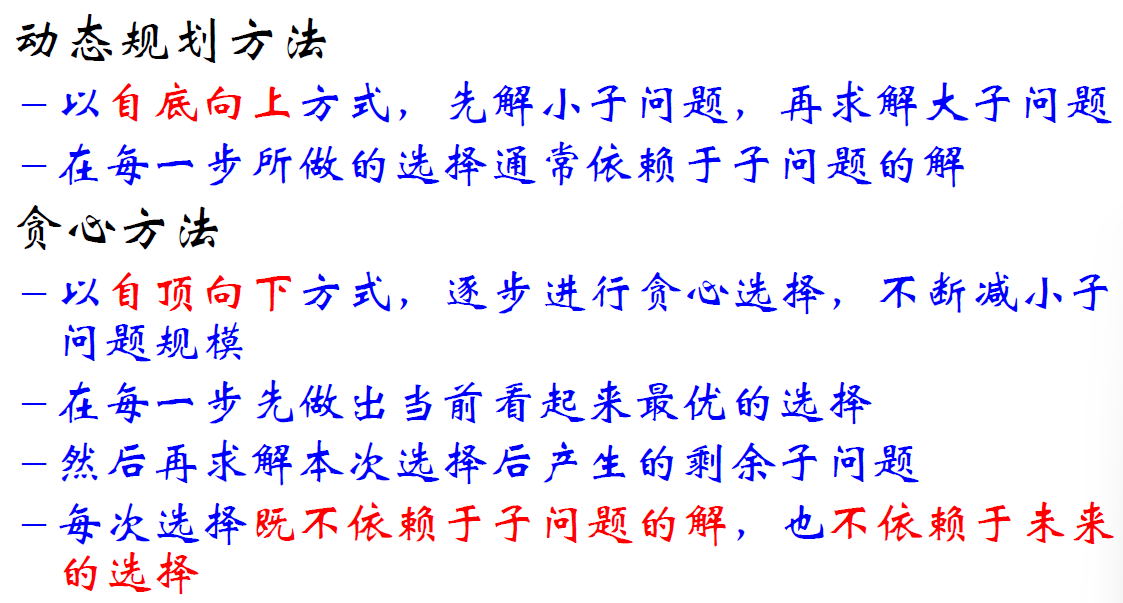 动态规划方法
– 以自底向上方式，先解小子问题，再求解大子问题
– 在每一步所做的选择通常依赖于子问题的解
贪心方法
– 以自顶向下方式，逐步进行贪心选择，不断减小子
问题规模
– 在每一步先做出当前看起来最优的选择
– 然后再求解本次选择后产生的剩余子问题
– 每次选择既不依赖于子问题的解，也不依赖于未来
的选择